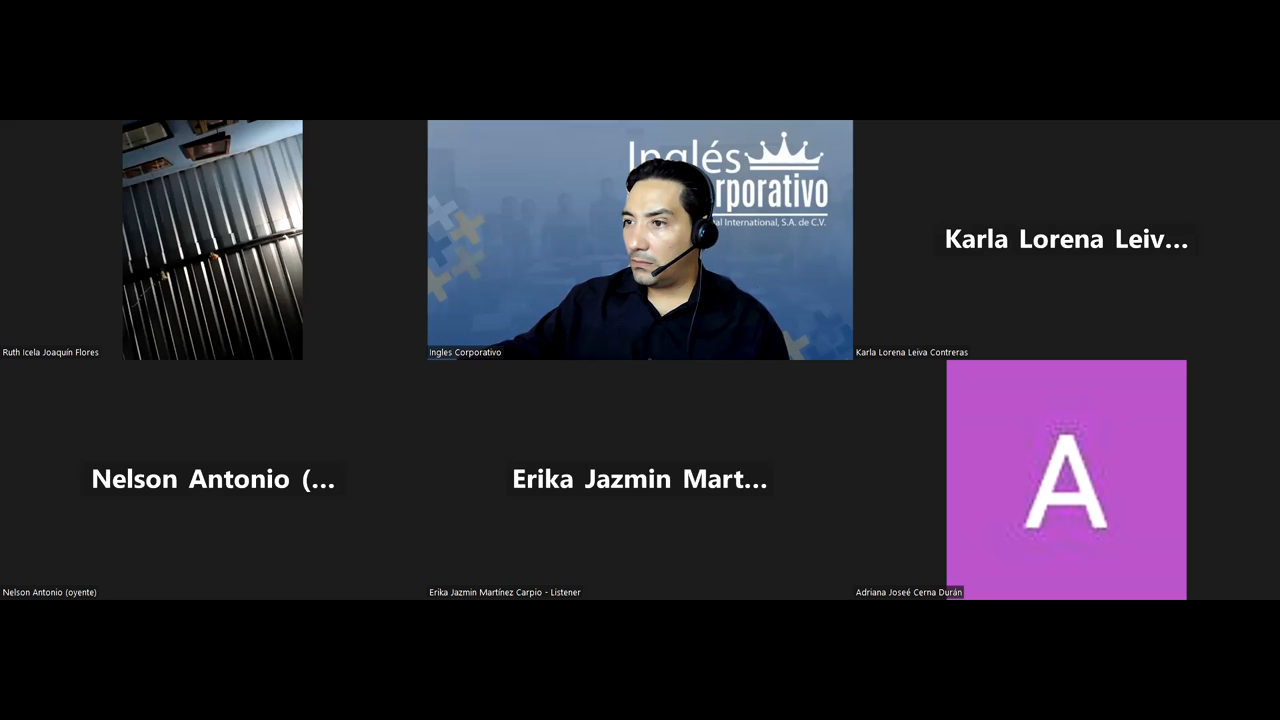 Inglés
rporativo
al International, S.A. de C.V.
Karla Lorena Leiv...
Ruth Icela Joaquín Flores
Ingles Corporativo
Karla Lorena Leiva Contreras
Nelson Antonio (...
Erika Jazmin Mart...
A
Nelson Antonio (oyente)
Erika Jazmin Martínez Carpio - Listener
Adriana Joseé Cerna Durán